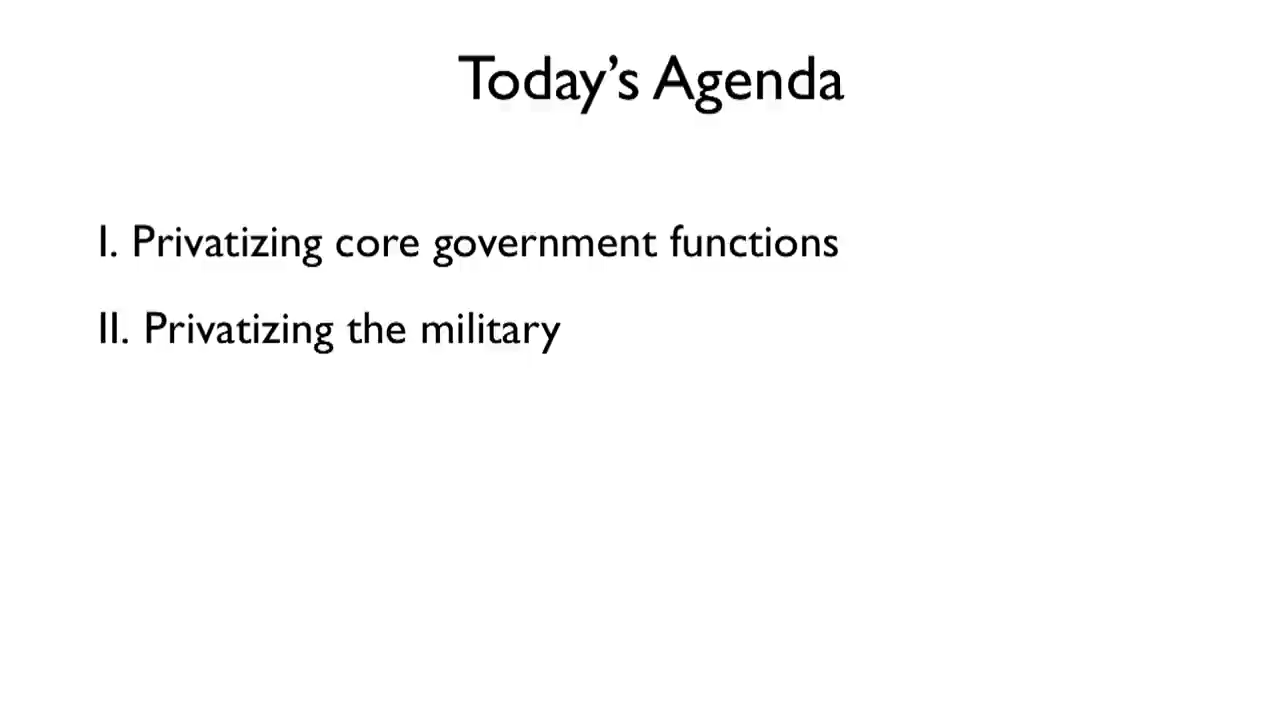 Today’s Agenda
I. Privatizing core government functions
II. Privatizing the military